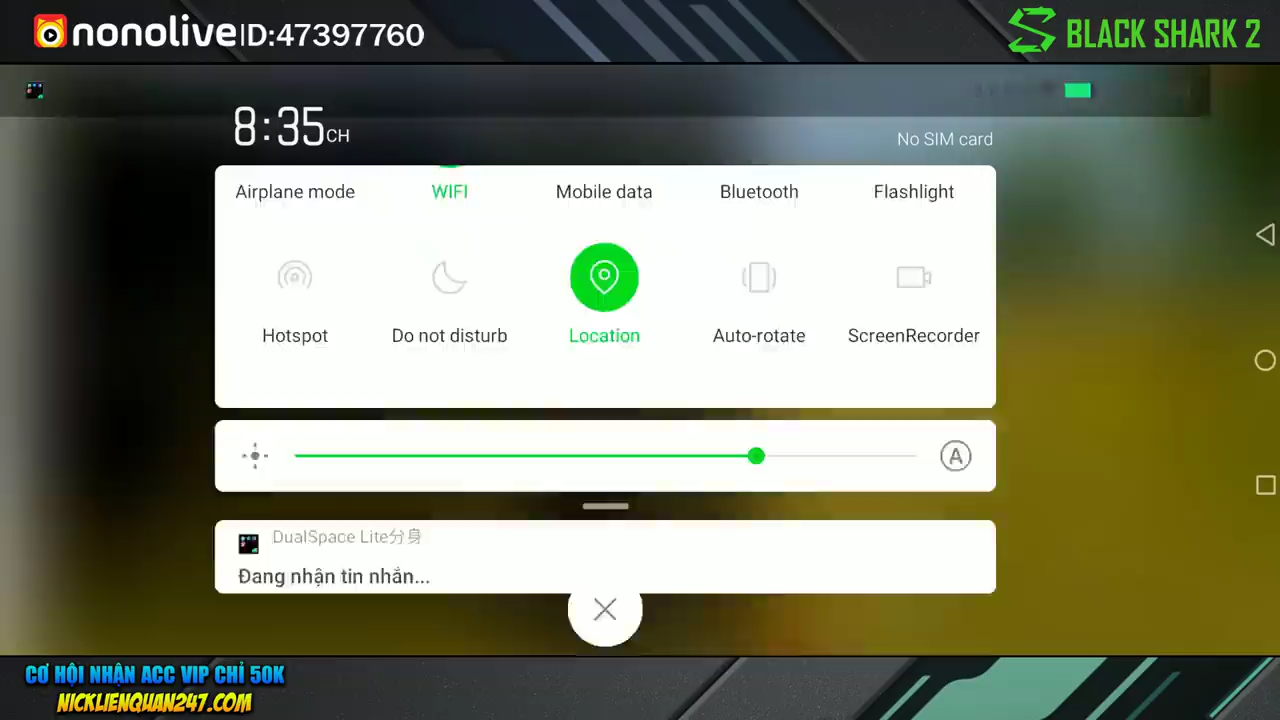 nonolive ID:47397760
BLACK SHARK 2
8:35CH
No SIM card
Airplane mode
WIFI
Mobile data
Bluetooth
Flashlight
Hotspot
Do not disturb
Location
Auto-rotate
ScreenRecorder
A
DualSpace Lite分身
Đang nhận tin nhắn...
CƠ HỘI NHẬN ACC VIP CHỈ 50K
NICKLIENQUAN247.COM